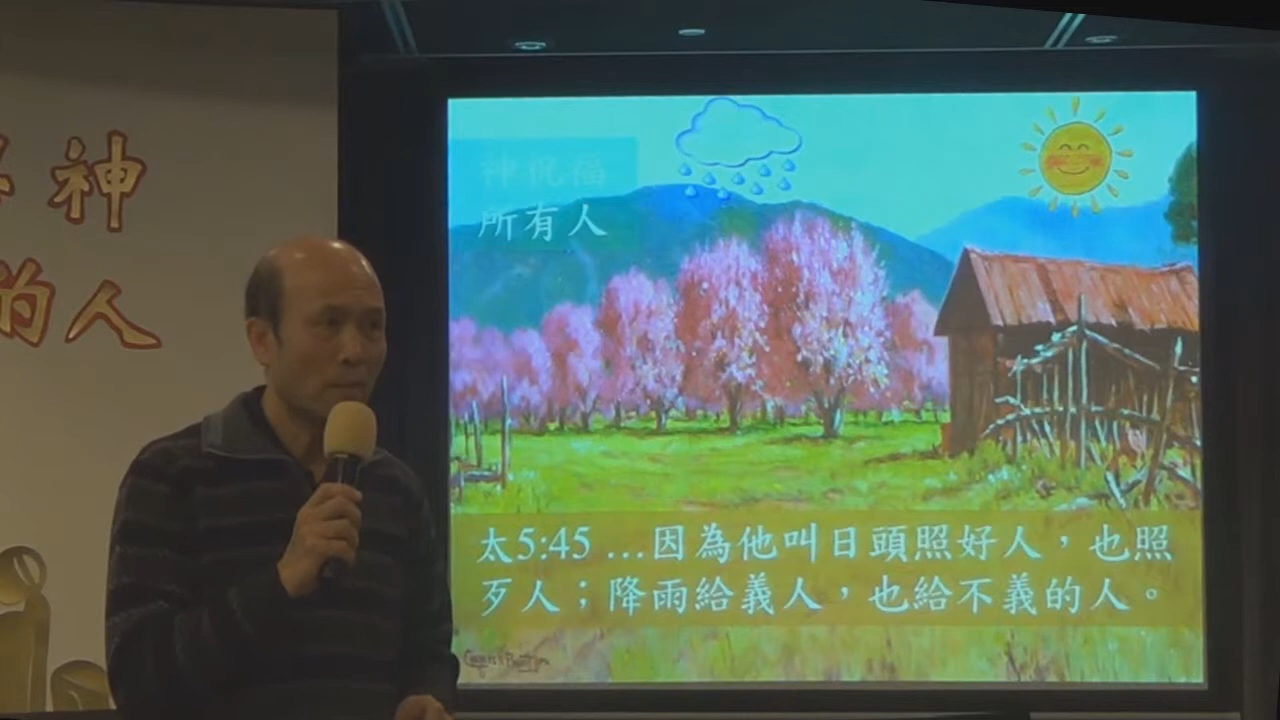 神
的人
神侃福
所有人
太5:45 …因為他叫日頭照好人，也照
歹人；降雨給義人，也給不義的人。